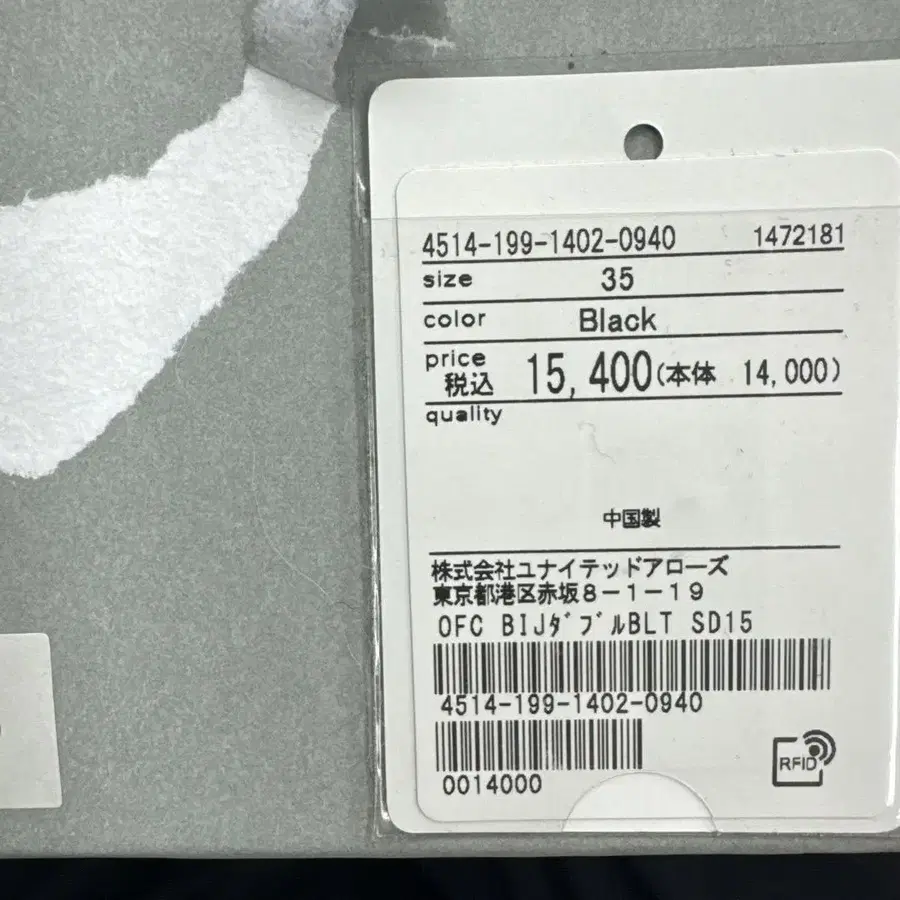 4514-199-1402-0940 1472181
size 35
color Black
price
税込 15,400(本体 14,000)
quality
中国製
株式会社ユナイテッドアローズ
東京都港区赤坂8-1-19
OFC BIJダブルBLT SD15
4514-199-1402-0940
0014000
RFID